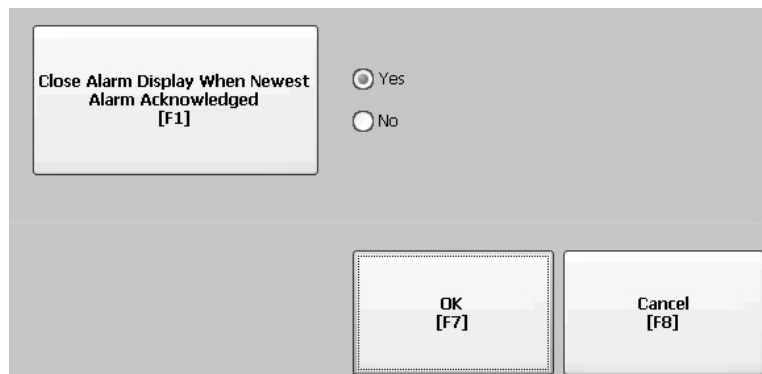 Close Alarm Display When Newest
Alarm Acknowledged
[F1]
Yes
No
OK
[F7]
Cancel
[F8]